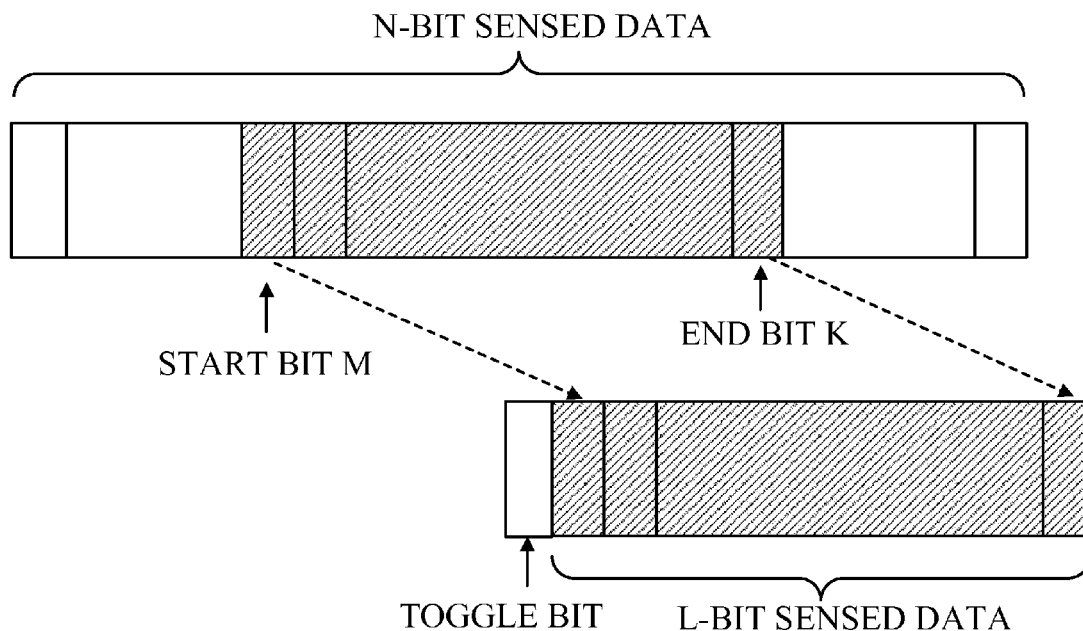 N-BIT SENSED DATA
START BIT M
END BIT K
TOGGLE BIT
L-BIT SENSED DATA